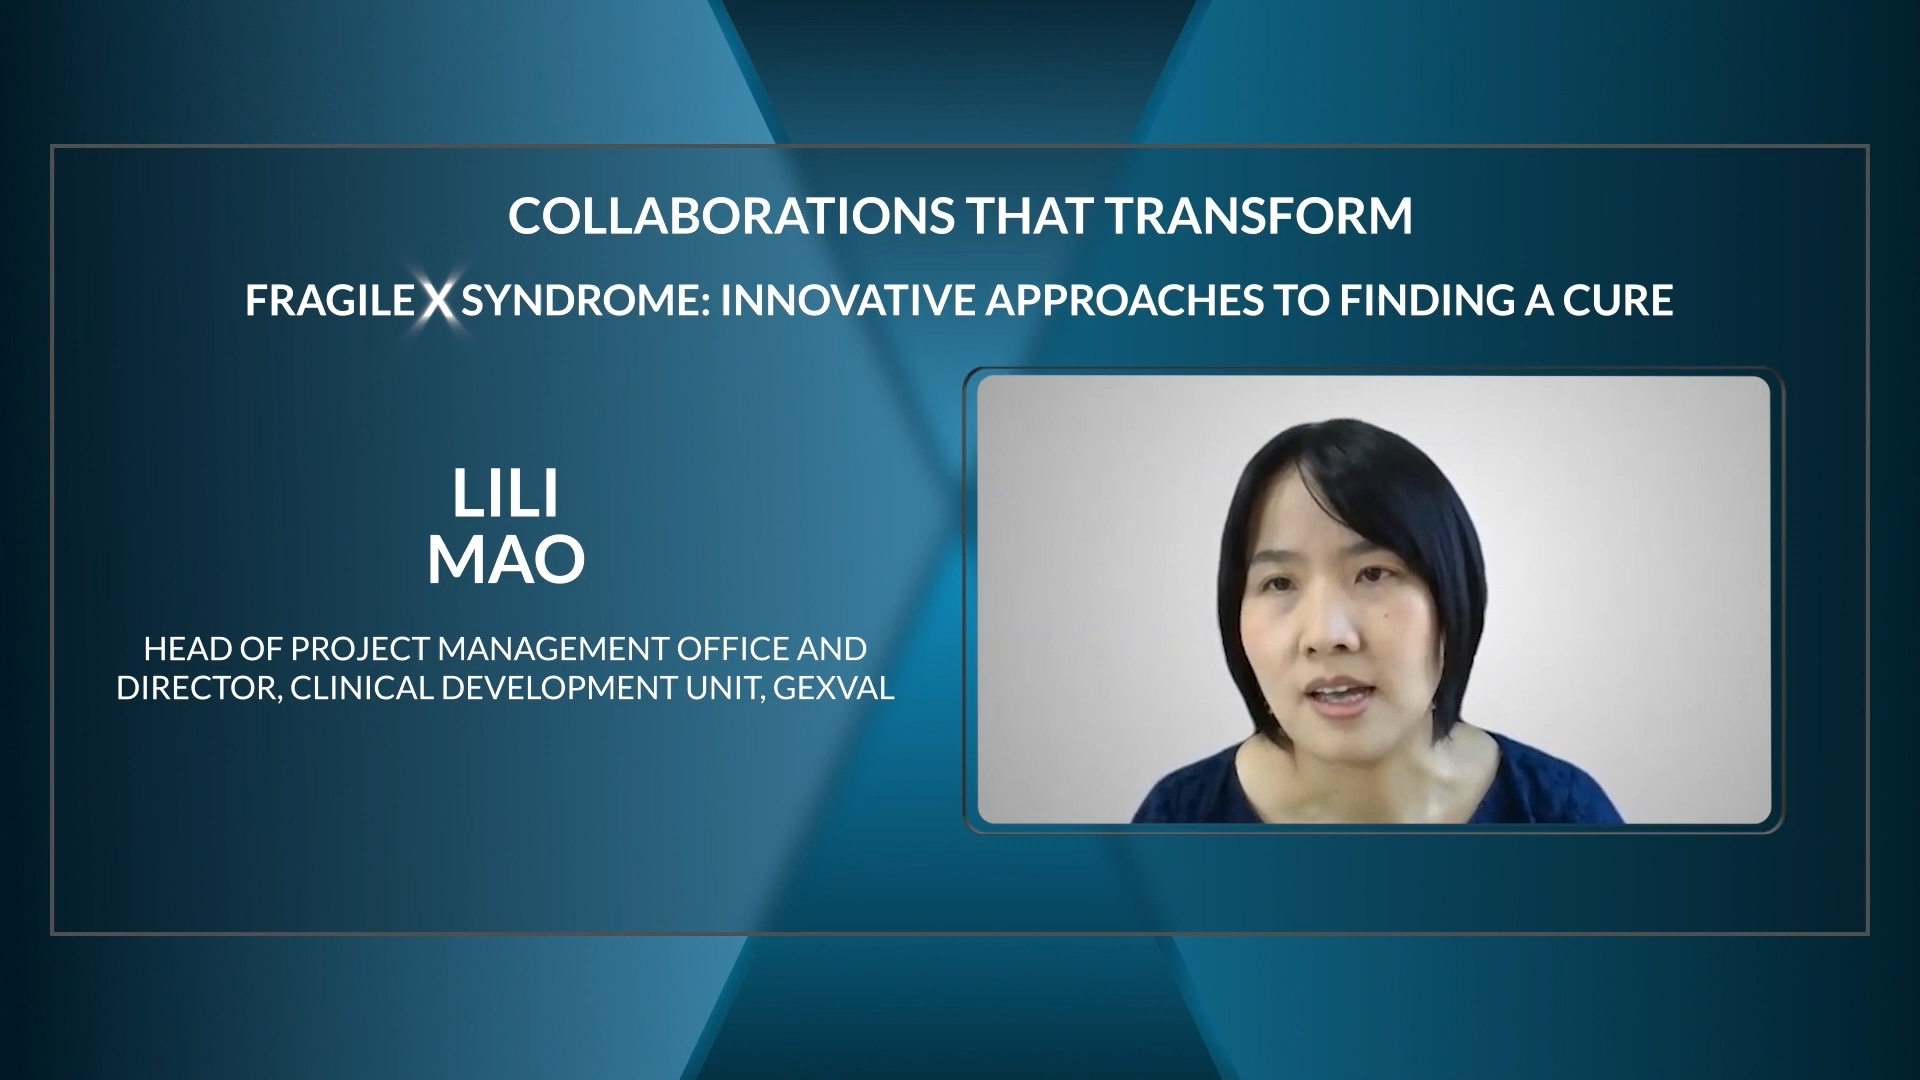 COLLABORATIONS THAT TRANSFORM
FRAGILE X SYNDROME: INNOVATIVE APPROACHES TO FINDING A CURE
LILI
MAO
HEAD OF PROJECT MANAGEMENT OFFICE AND
DIRECTOR, CLINICAL DEVELOPMENT UNIT, GEXVAL